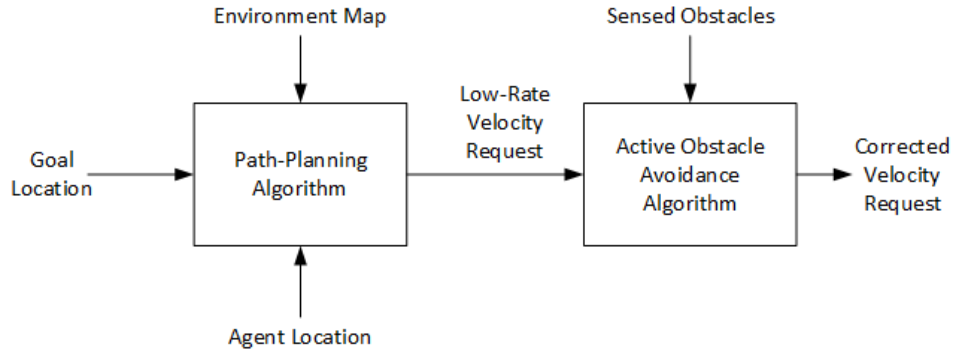 Environment Map
Sensed Obstacles
Goal
Location
Path-Planning
Algorithm
Low-Rate
Velocity
Request
Active Obstacle
Avoidance
Algorithm
Corrected
Velocity
Request
Agent Location